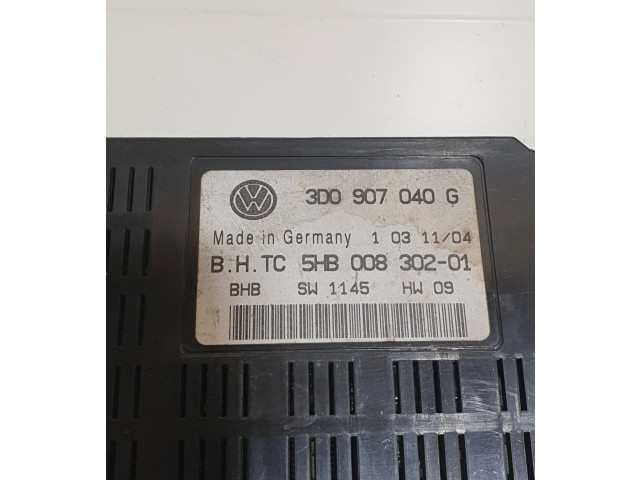 3D0 907 040 G
Made in Germany 1 03 11/04
B.H.TC 5HB 008 302-01
BHB SW 1145 HW 09